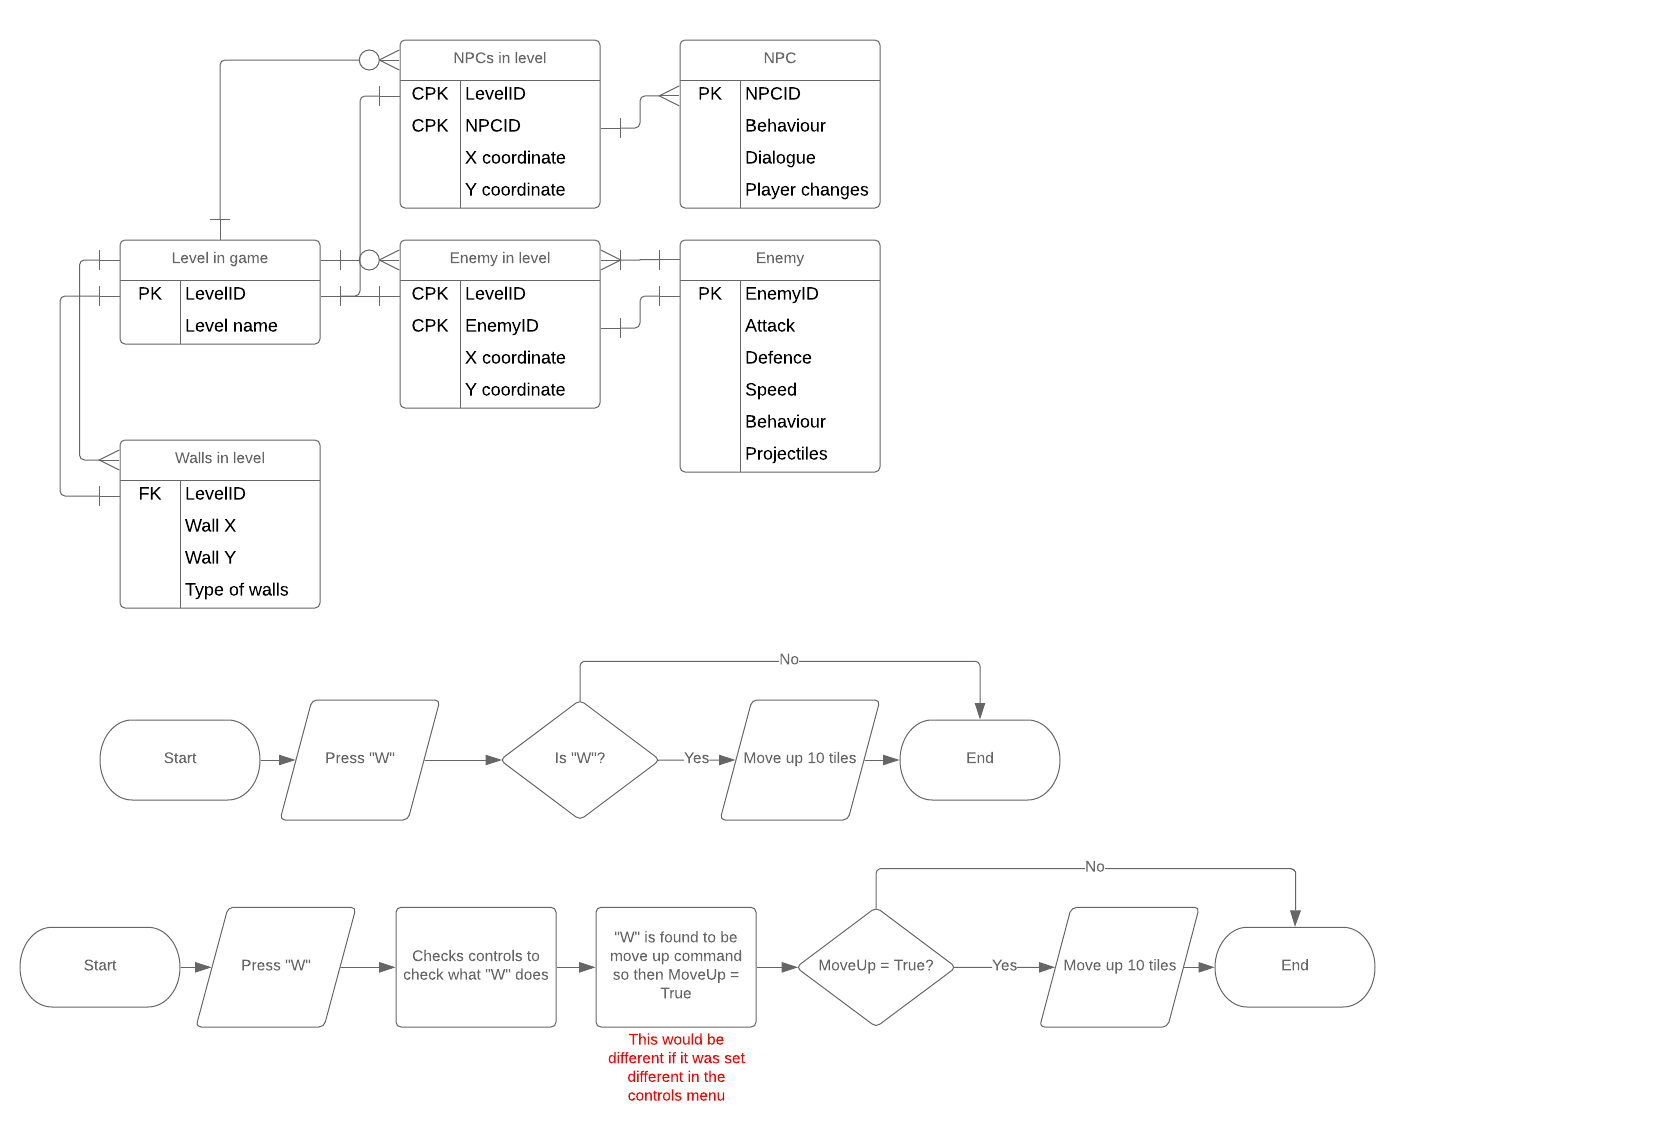 NPCs in level
CPK LevelID
CPK NPCID
X coordinate
Y coordinate
NPC
PK NPCID
Behaviour
Dialogue
Player changes
Level in game
PK LevelID
Level name
Enemy in level
CPK LevelID
CPK EnemyID
X coordinate
Y coordinate
Enemy
PK EnemyID
Attack
Defence
Speed
Behaviour
Projectiles
Walls in level
FK LevelID
Wall X
Wall Y
Type of walls
No
Start
Press "W"
Is "W"?
Yes
Move up 10 tiles
End
No
Start
Press "W"
Checks controls to
check what "W" does
"W" is found to be
move up command
so then MoveUp =
True
MoveUp = True?
Yes
Move up 10 tiles
End
This would be
different if it was set
different in the
controls menu